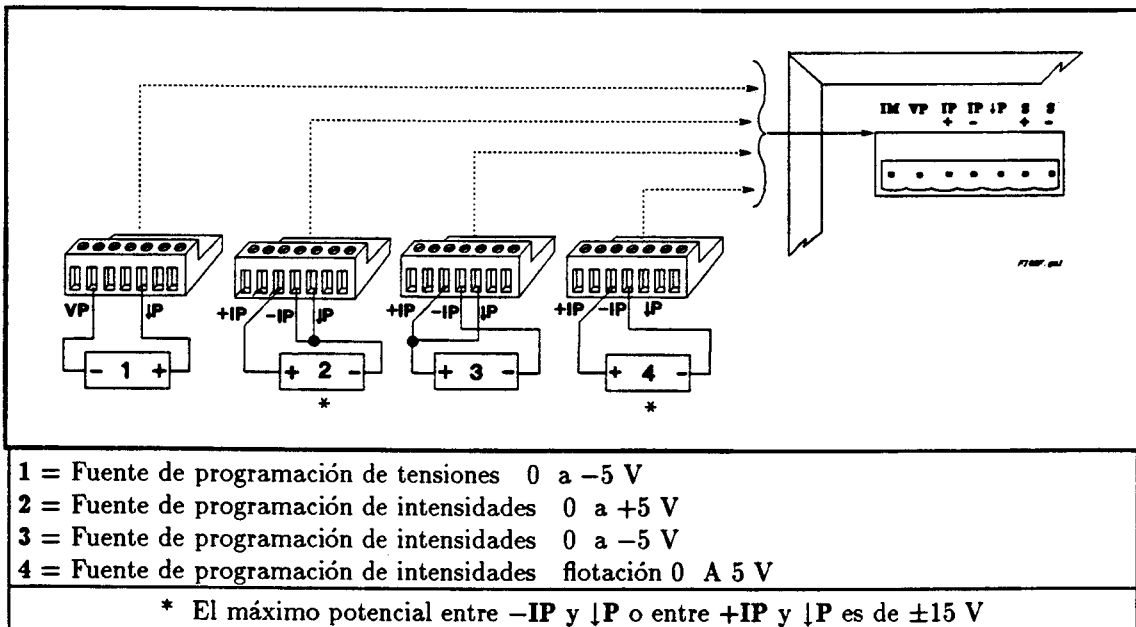 IM VP IP IP ↓P S S
+ - + -
P100F.gal
VP ↓P
+IP -IP ↓P
+IP -IP ↓P
+IP -IP ↓P
- 1 +
+ 2 -
+ 3 -
+ 4 -
* *
1 = Fuente de programación de tensiones 0 a −5 V
2 = Fuente de programación de intensidades 0 a +5 V
3 = Fuente de programación de intensidades 0 a −5 V
4 = Fuente de programación de intensidades flotación 0 A 5 V
* El máximo potencial entre −IP y ↓P o entre +IP y ↓P es de ±15 V